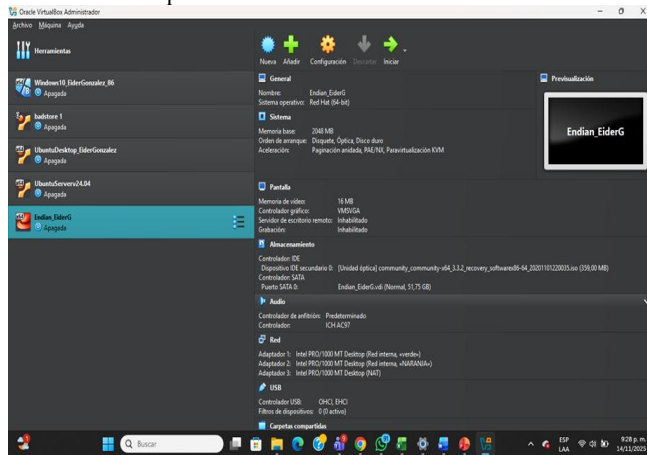 Oracle VirtualBox Administrador
Archivo Máquina Ayuda
Herramientas
Nueva Añadir Configuración Descartar Iniciar
Windows10_EiderGonzalez_86
Apagada
badstore 1
Apagada
UbuntuDesktop_EiderGonzalez
Apagada
UbuntuServerv24.04
Apagada
Endian_EiderG
Apagada
General
Nombre: Endian_EiderG
Sistema operativo: Red Hat (64-bit)
Sistema
Memoria base: 2048 MB
Orden de arranque: Disquete, Óptica, Disco duro
Aceleración: Paginación anidada, PAE/NX, Paravirtualización KVM
Pantalla
Memoria de vídeo: 16 MB
Controlador gráfico: VMSVGA
Servidor de escritorio remoto: Inhabilitado
Grabación: Inhabilitado
Almacenamiento
Controlador: IDE
Dispositivo IDE secundario 0: [Unidad óptica] community_community-x64_3.3.2_recovery_softwarex86-64_20201101220035.iso (359,00 MB)
Controlador: SATA
Puerto SATA 0: Endian_EiderG.vdi (Normal, 51,75 GB)
Audio
Controlador de anfitrión: Predeterminado
Controlador: ICH AC97
Red
Adaptador 1: Intel PRO/1000 MT Desktop (Red interna, «verde»)
Adaptador 2: Intel PRO/1000 MT Desktop (Red interna, «NARANJA»)
Adaptador 3: Intel PRO/1000 MT Desktop (NAT)
USB
Controlador USB: OHCI, EHCI
Filtros de dispositivos: 0 (0 activo)
Carpetas compartidas
Previsualización
Endian_EiderG
Buscar
ESP
LAA
9:28 p. m.
14/11/2025